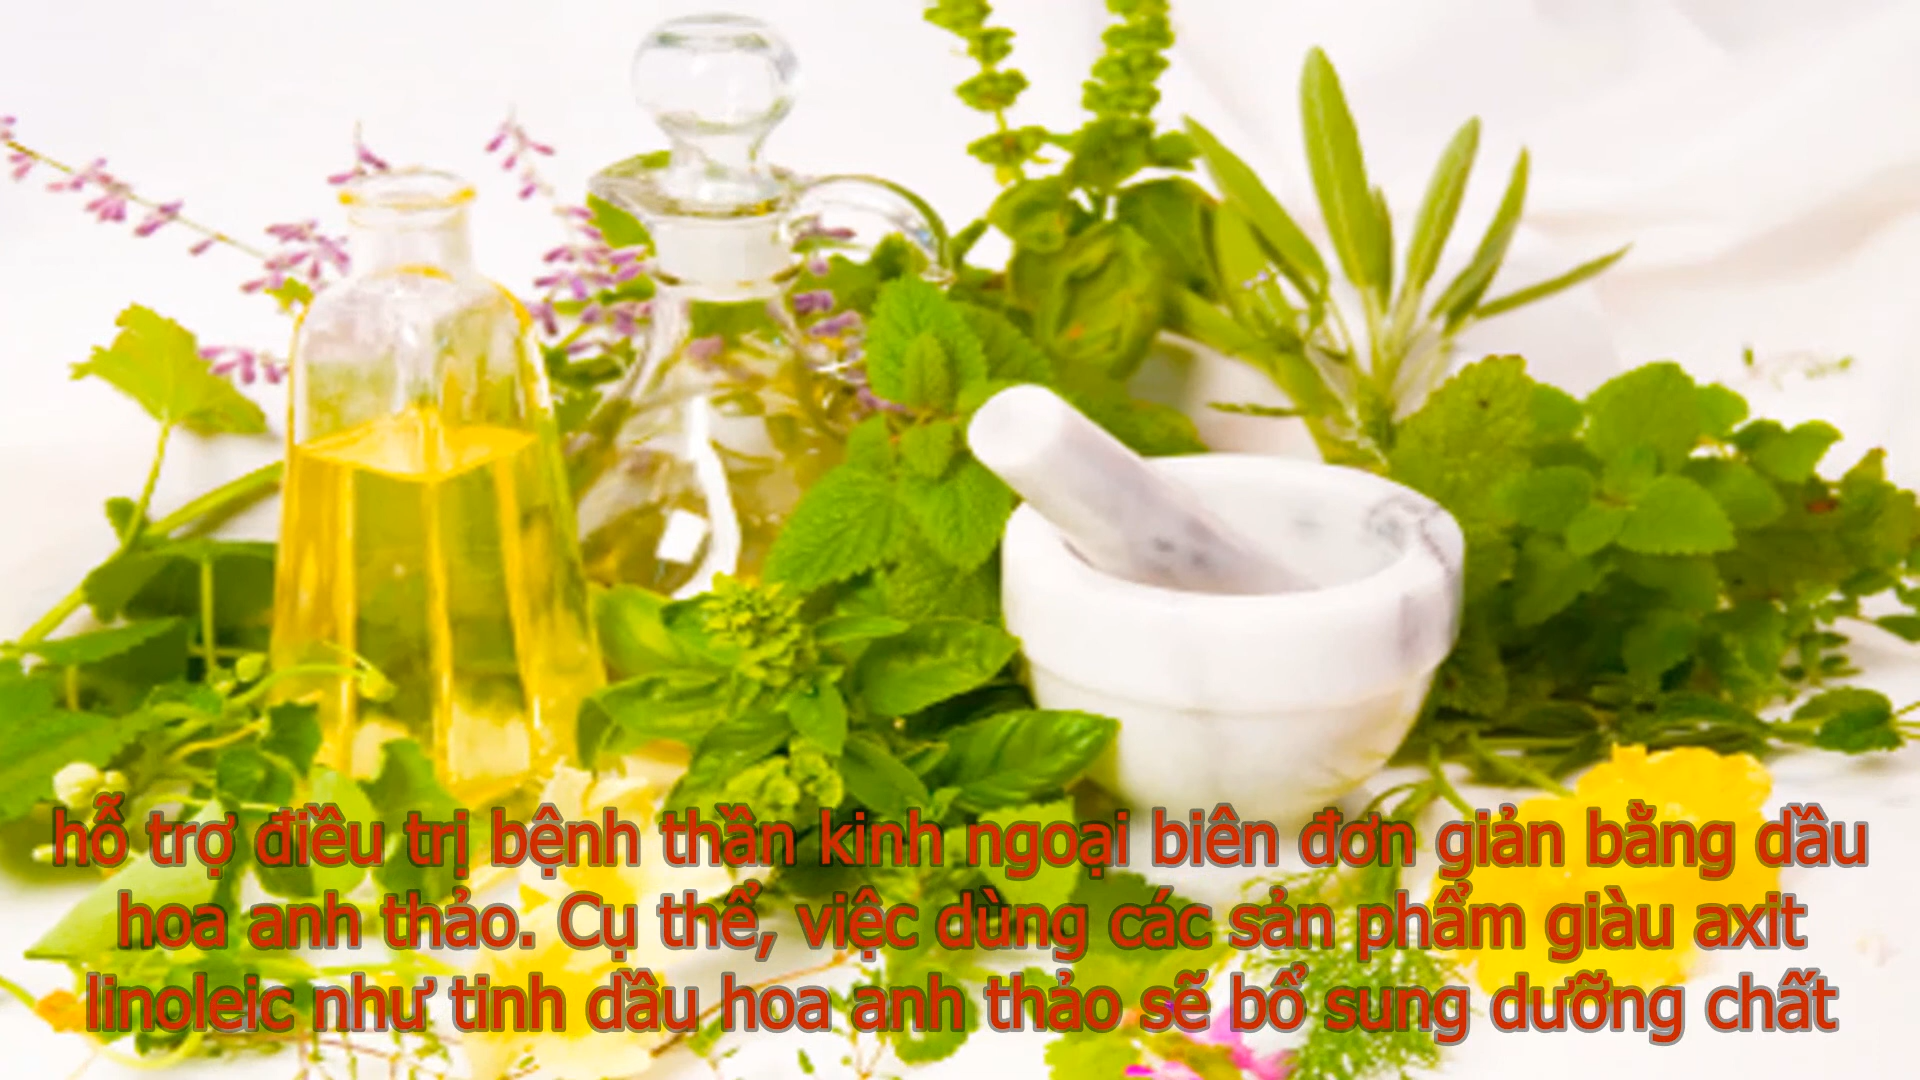 hỗ trợ điều trị bệnh thần kinh ngoại biên đơn giản bằng dầu
hoa anh thảo. Cụ thể, việc dùng các sản phẩm giàu axit
linoleic như tinh dầu hoa anh thảo sẽ bổ sung dưỡng chất